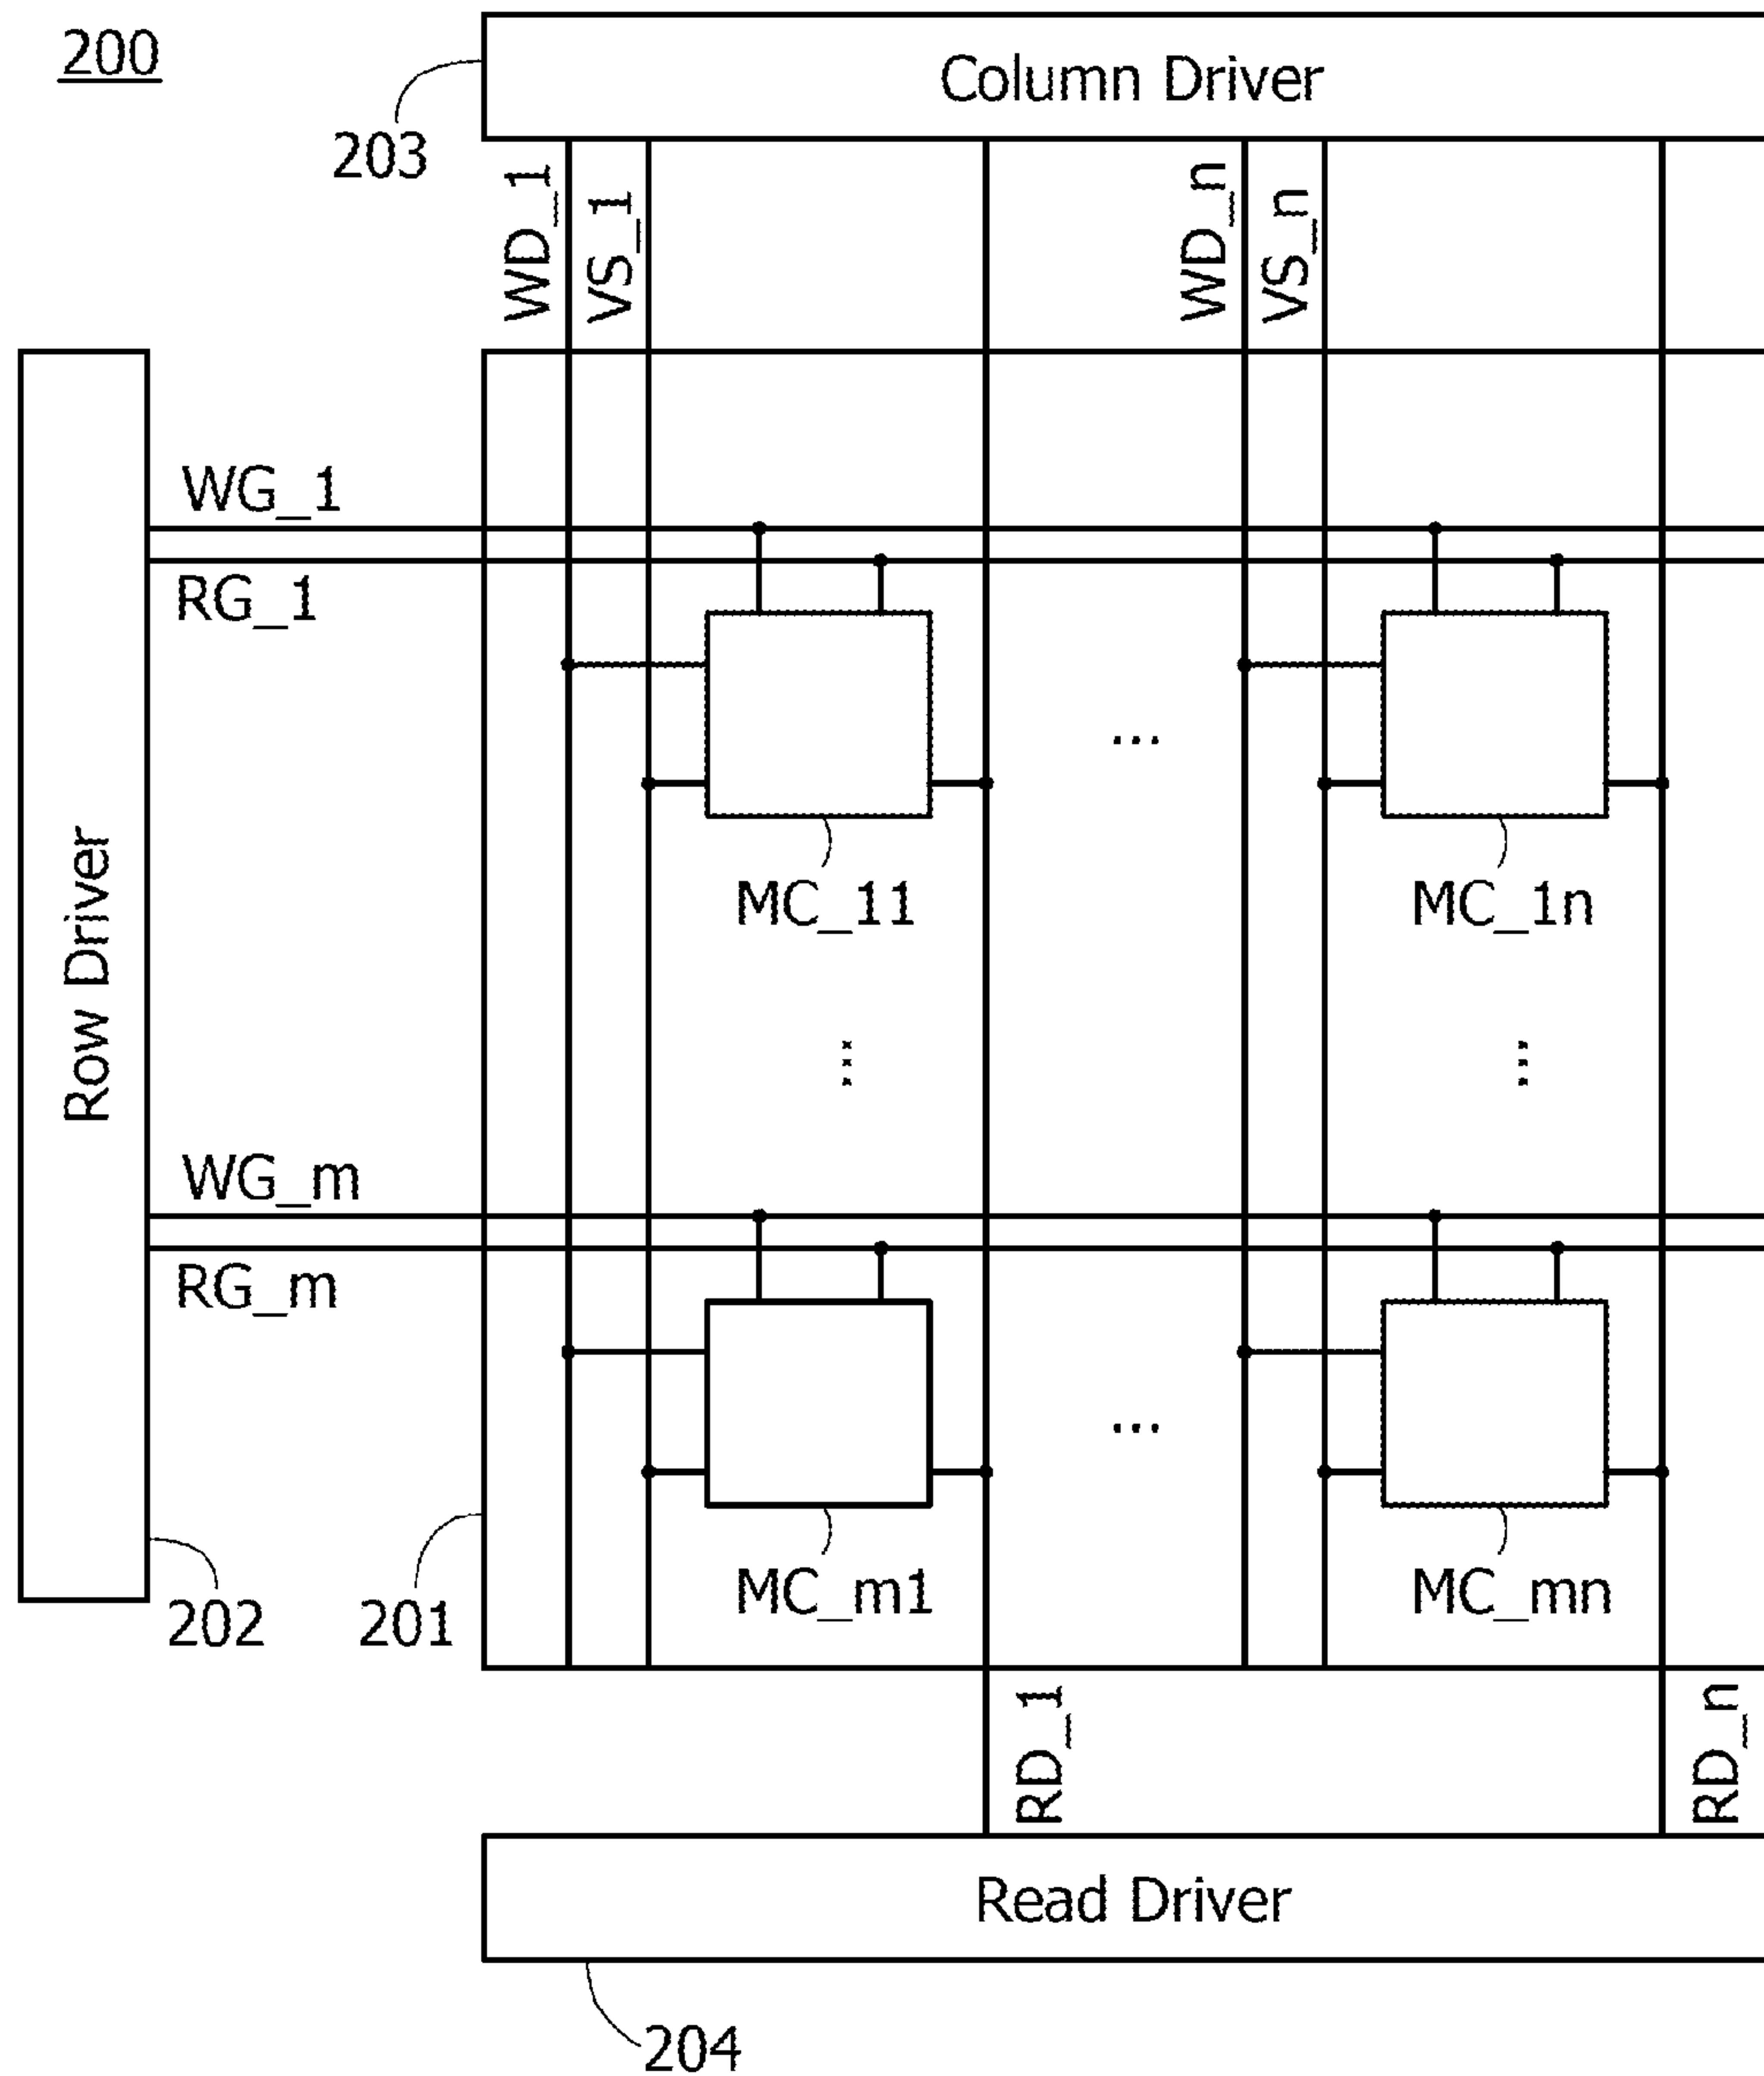 200
Column Driver
203
WD_1
VS_1
WD_n
VS_n
WG_1
RG_1
MC_11
...
MC_1n
Row Driver
...
...
WG_m
RG_m
...
MC_m1
MC_mn
202
201
RD_1
RD_n
Read Driver
204